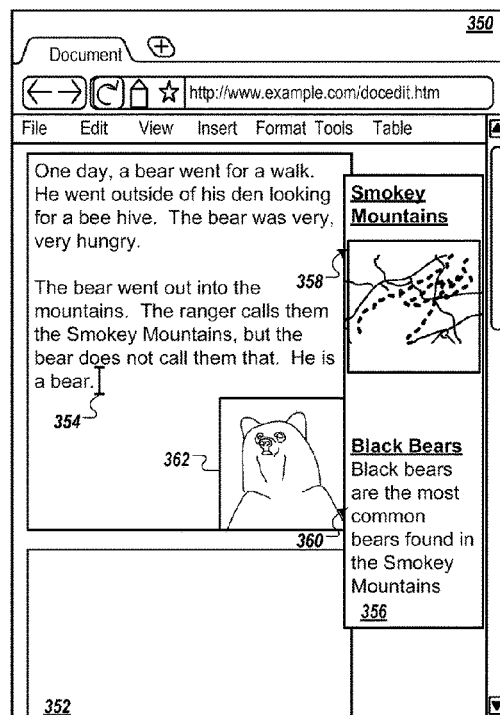 350
Document
http://www.example.com/docedit.htm
File Edit View Insert Format Tools Table
One day, a bear went for a walk.
He went outside of his den looking
for a bee hive. The bear was very,
very hungry.
The bear went out into the
mountains. The ranger calls them
the Smokey Mountains, but the
bear does not call them that. He is
a bear.
354
362
352
Smokey
Mountains
358
Black Bears
Black bears
are the most
common
360
bears found in
the Smokey
Mountains
356